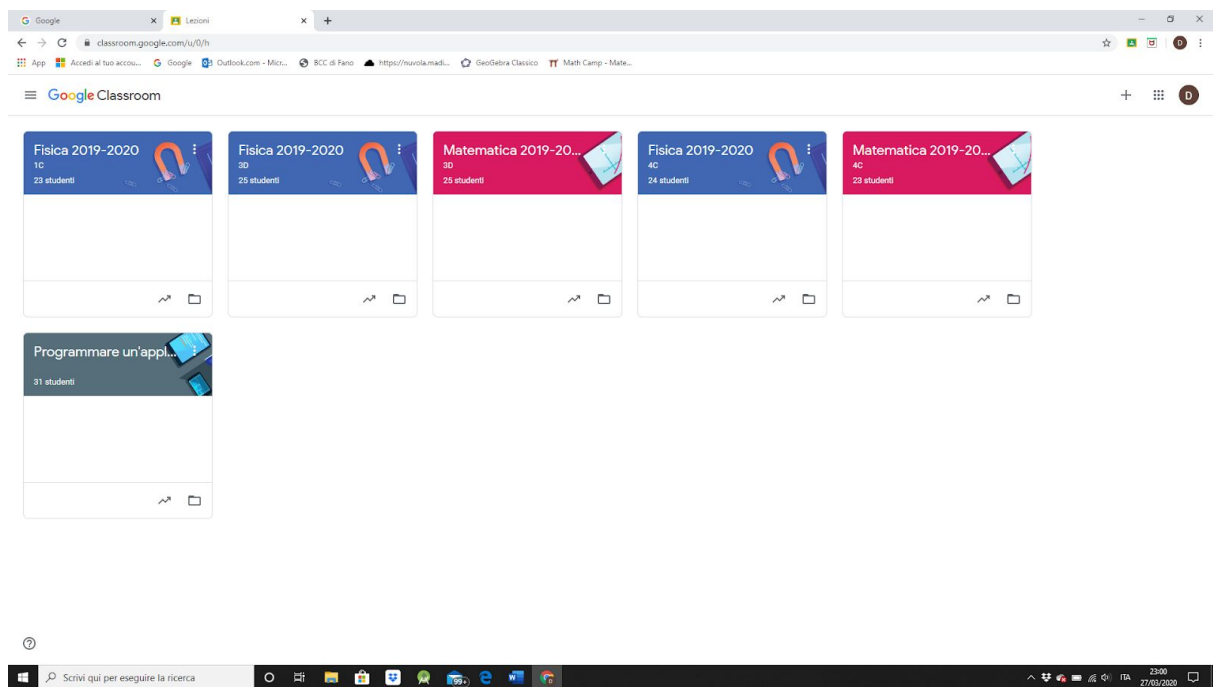 Google
Lezioni
classroom.google.com/u/0/h
App
Accedi al tuo accou...
Google
Outlook.com - Micr...
BCC di Fano
https://nuvola.madi...
GeoGebra Classico
Math Camp - Mate...
D
Google Classroom
D
Fisica 2019-2020
1C
23 studenti
Fisica 2019-2020
3D
25 studenti
Matematica 2019-20...
3D
25 studenti
Fisica 2019-2020
4C
24 studenti
Matematica 2019-20...
4C
23 studenti
Programmare un'appl...
31 studenti
Scrivi qui per eseguire la ricerca
99+
ITA
23:00
27/03/2020